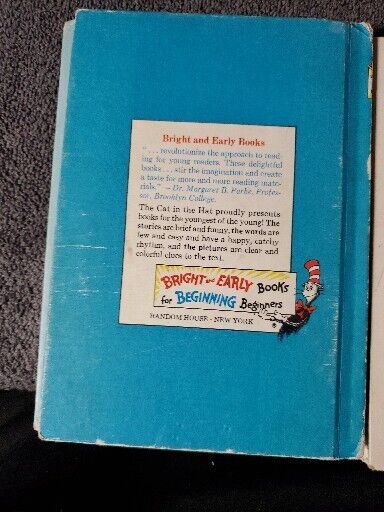 Bright and Early Books
"... revolutionize the approach to read-
ing for young readers. These delightful
books ... stir the imagination and create
a taste for more and more reading mate-
rials." —Dr. Margaret B. Parke, Profes-
sor, Brooklyn College.
The Cat in the Hat proudly presents
books for the youngest of the young! The
stories are brief and funny, the words are
few and easy and have a happy, catchy
rhythm, and the pictures are clear and
colorful clues to the text.
BRIGHT and EARLY BOOKS
for BEGINNING Beginners
RANDOM HOUSE · NEW YORK
®